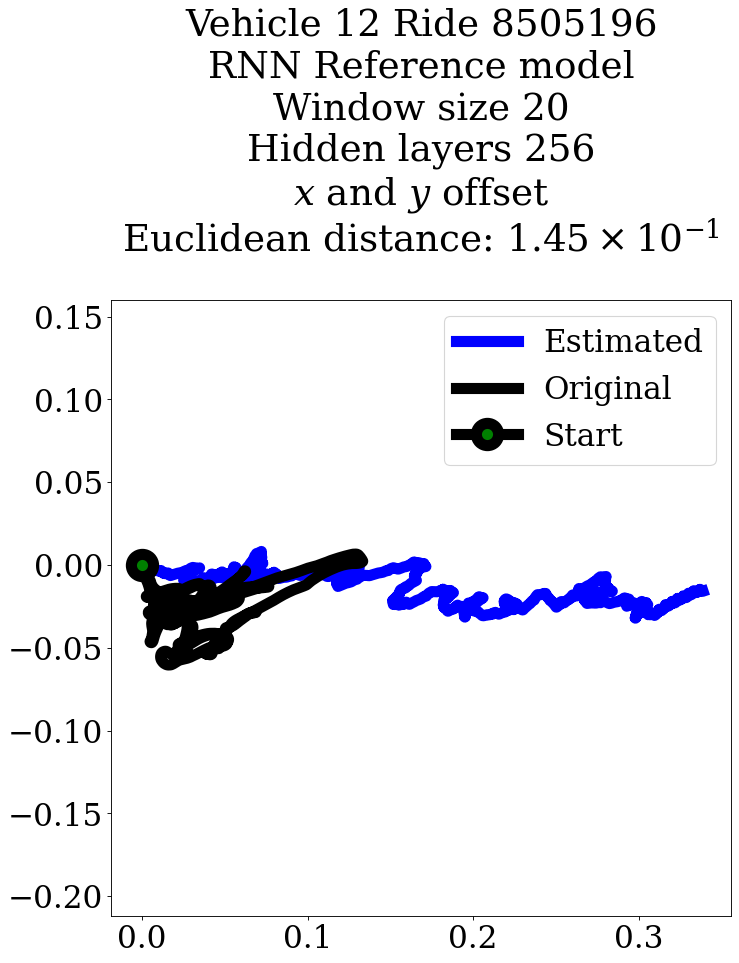 Vehicle 12 Ride 8505196
RNN Reference model
Window size 20
Hidden layers 256
x and y offset
Euclidean distance: 1.45 × 10⁻¹
Estimated
Original
Start
0.15
0.10
0.05
0.00
−0.05
−0.10
−0.15
−0.20
0.0 0.1 0.2 0.3